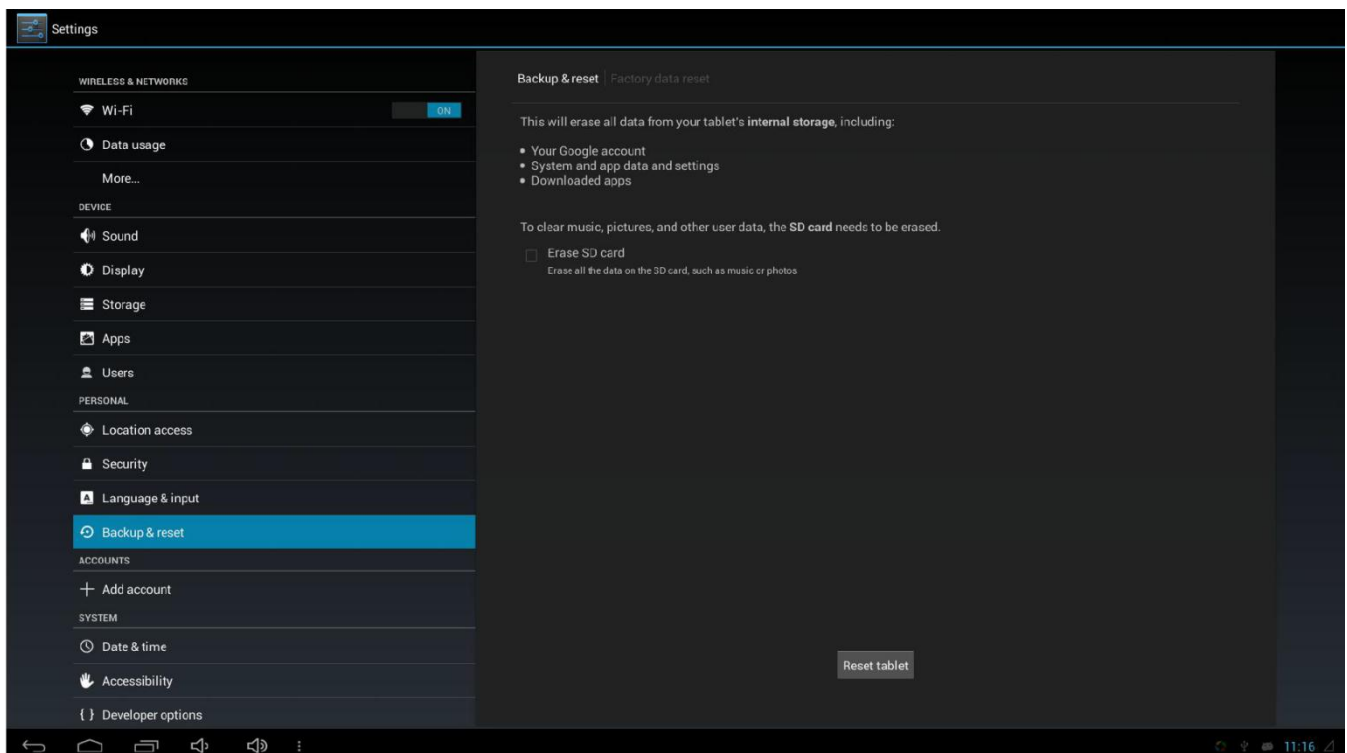 Settings
WIRELESS & NETWORKS
Wi-Fi
ON
Data usage
More...
DEVICE
Sound
Display
Storage
Apps
Users
PERSONAL
Location access
Security
Language & input
Backup & reset
ACCOUNTS
Add account
SYSTEM
Date & time
Accessibility
{ } Developer options
Backup & reset | Factory data reset
This will erase all data from your tablet's internal storage, including:
• Your Google account
• System and app data and settings
• Downloaded apps
To clear music, pictures, and other user data, the SD card needs to be erased.
Erase SD card
Erase all the data on the SD card, such as music or photos
Reset tablet
11:16